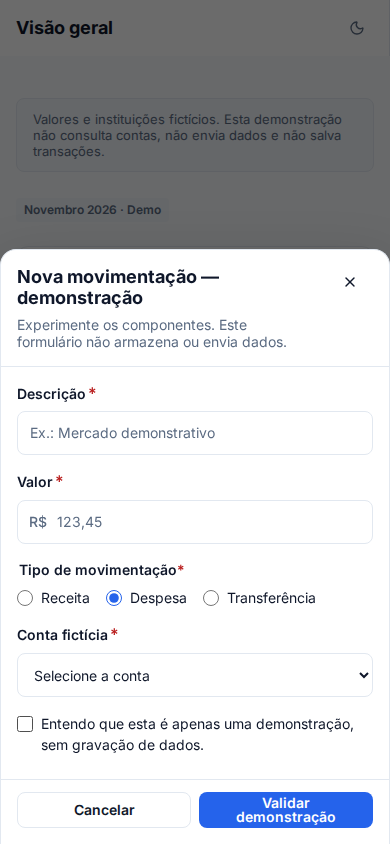 Visão geral
Valores e instituições fictícios. Esta demonstração
não consulta contas, não envia dados e não salva
transações.
Novembro 2026 · Demo
Nova movimentação —
demonstração
Experimente os componentes. Este
formulário não armazena ou envia dados.
Descrição *
Ex.: Mercado demonstrativo
Valor *
R$ 123,45
Tipo de movimentação*
Receita Despesa Transferência
Conta fictícia *
Selecione a conta
Entendo que esta é apenas uma demonstração,
sem gravação de dados.
Cancelar
Validar
demonstração